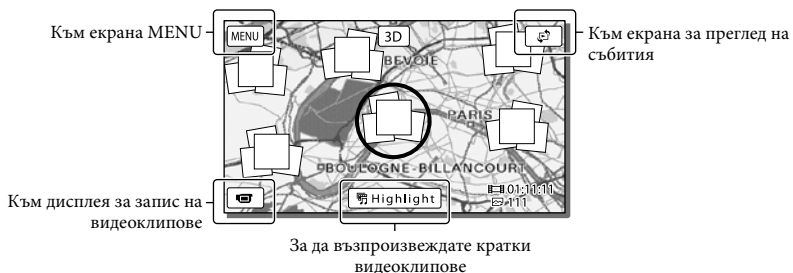 Към екрана MENU
MENU
3D
Към екрана за преглед на
събития
BEVOIE
PARIS
BOULOGNE-BILLANCOURT
01:11:11
111
Към дисплея за запис на
видеоклипове
Highlight
За да възпроизвеждате кратки
видеоклипове